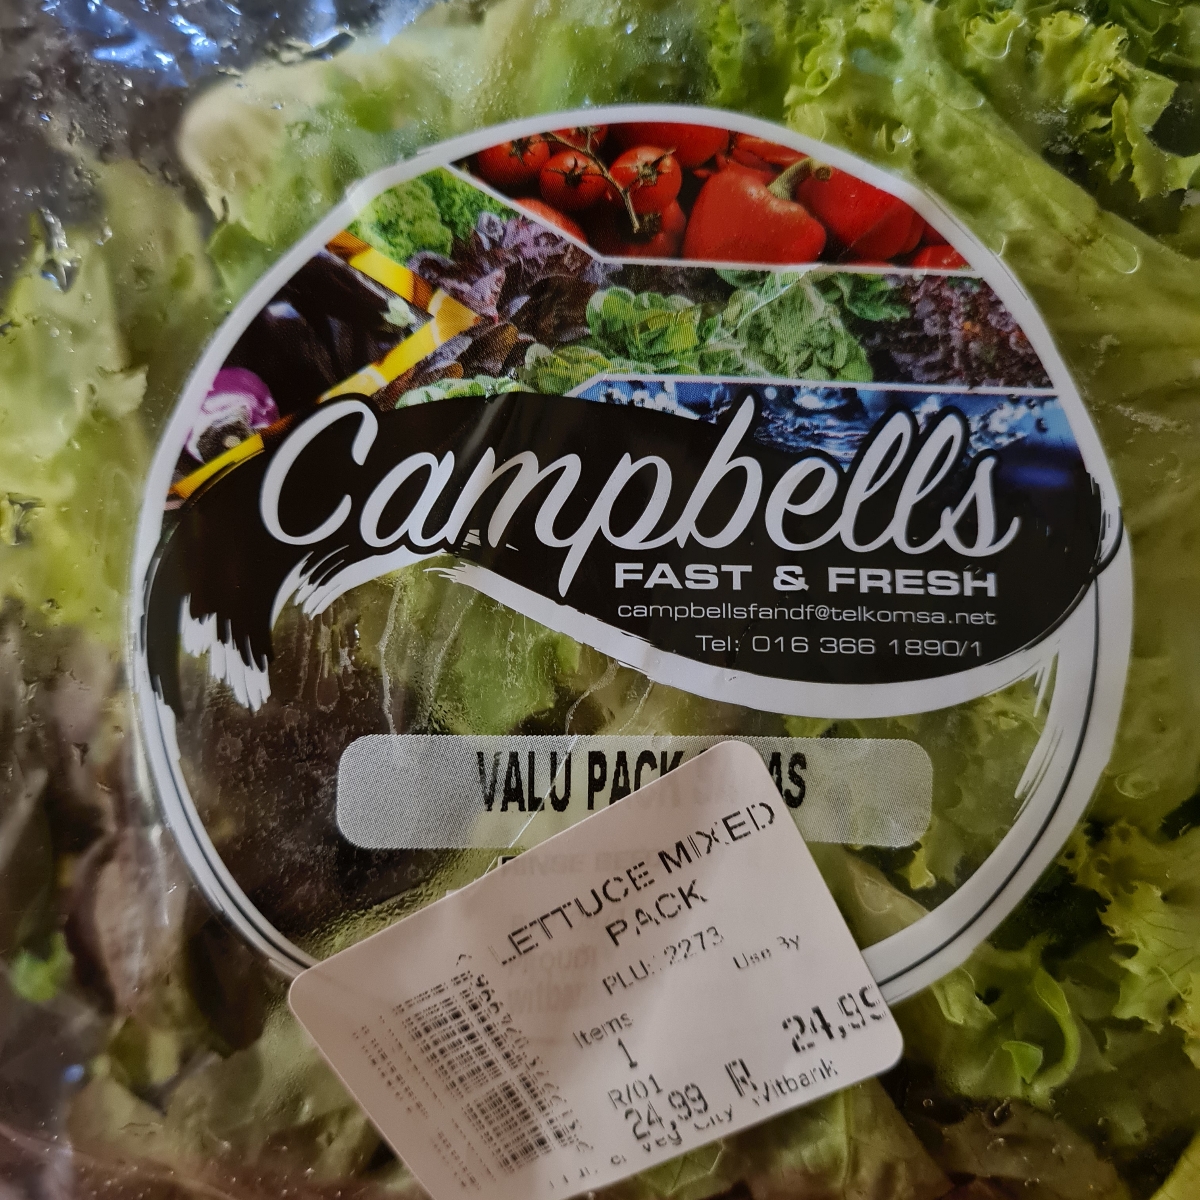 Campbells
FAST & FRESH
campbellsfandf@telkomsa.net
Tel: 016 366 1890/1
VALU PACK
LETTUCE MIXED
PACK
PLU: 2273
Use By
Items
1
R/01
24,99
R 24,99
City Witbank